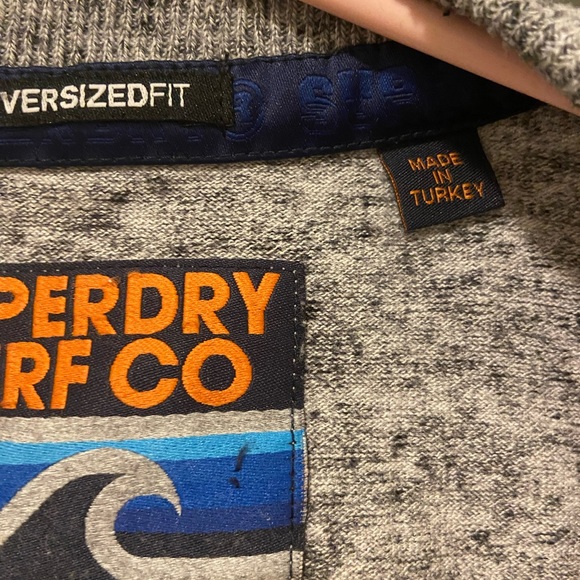 VERSIZEDFIT
MADE
IN
TURKEY
PERDRY
RF CO